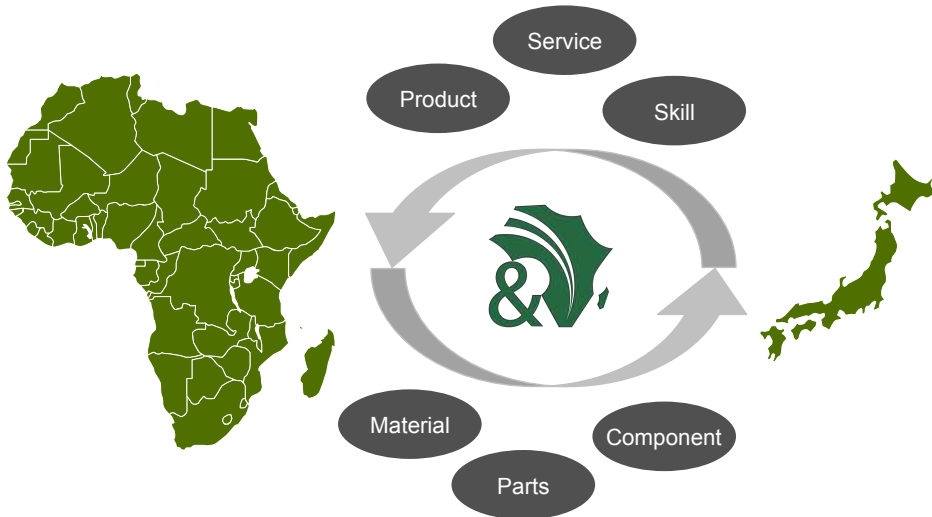 Service
Product
Skill
&
Material
Component
Parts